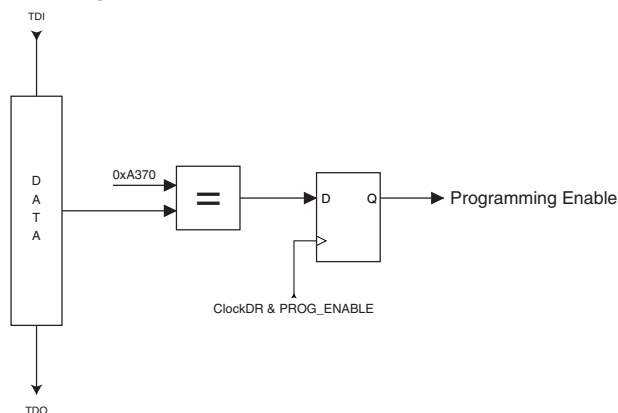 TDI
0xA370
D
A
T
A
=
D Q
Programming Enable
ClockDR & PROG_ENABLE
TDO